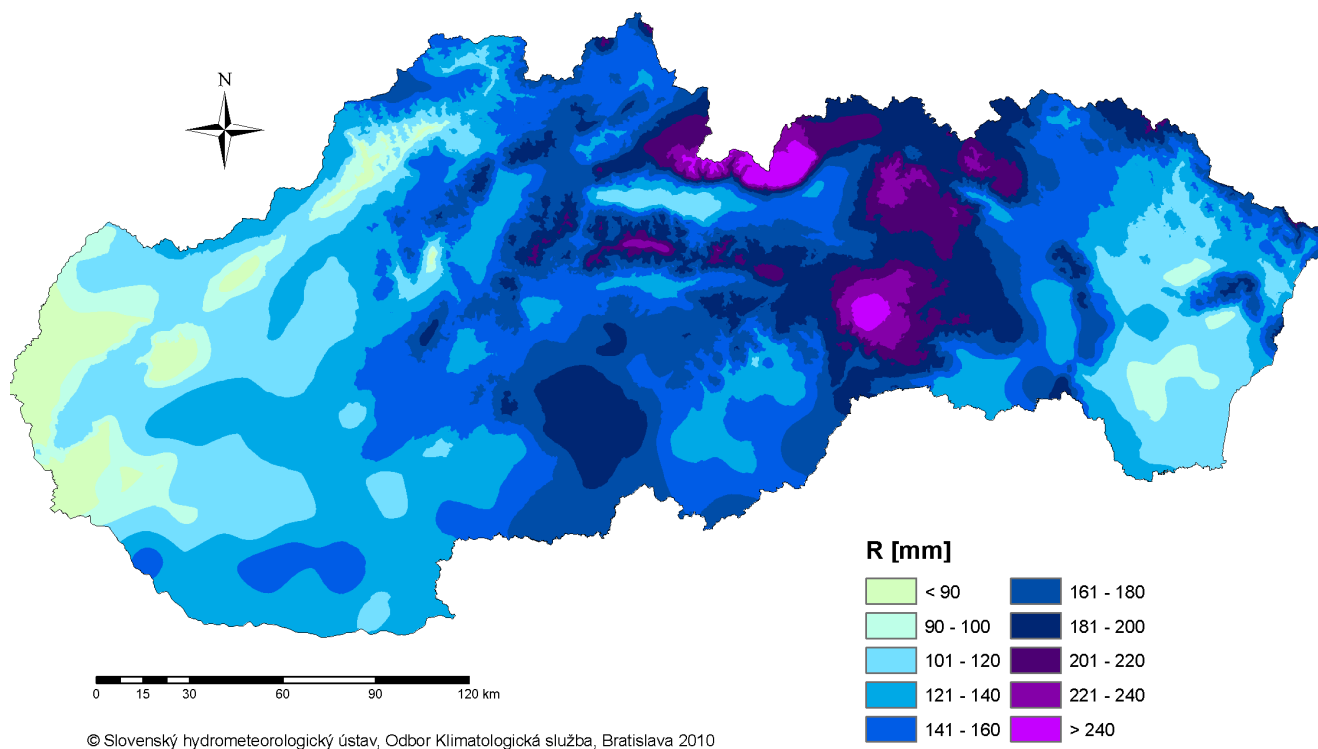 N
R [mm]
< 90
90 - 100
101 - 120
121 - 140
141 - 160
161 - 180
181 - 200
201 - 220
221 - 240
> 240
0 15 30 60 90 120 km
© Slovenský hydrometeorologický ústav, Odbor Klimatologická služba, Bratislava 2010